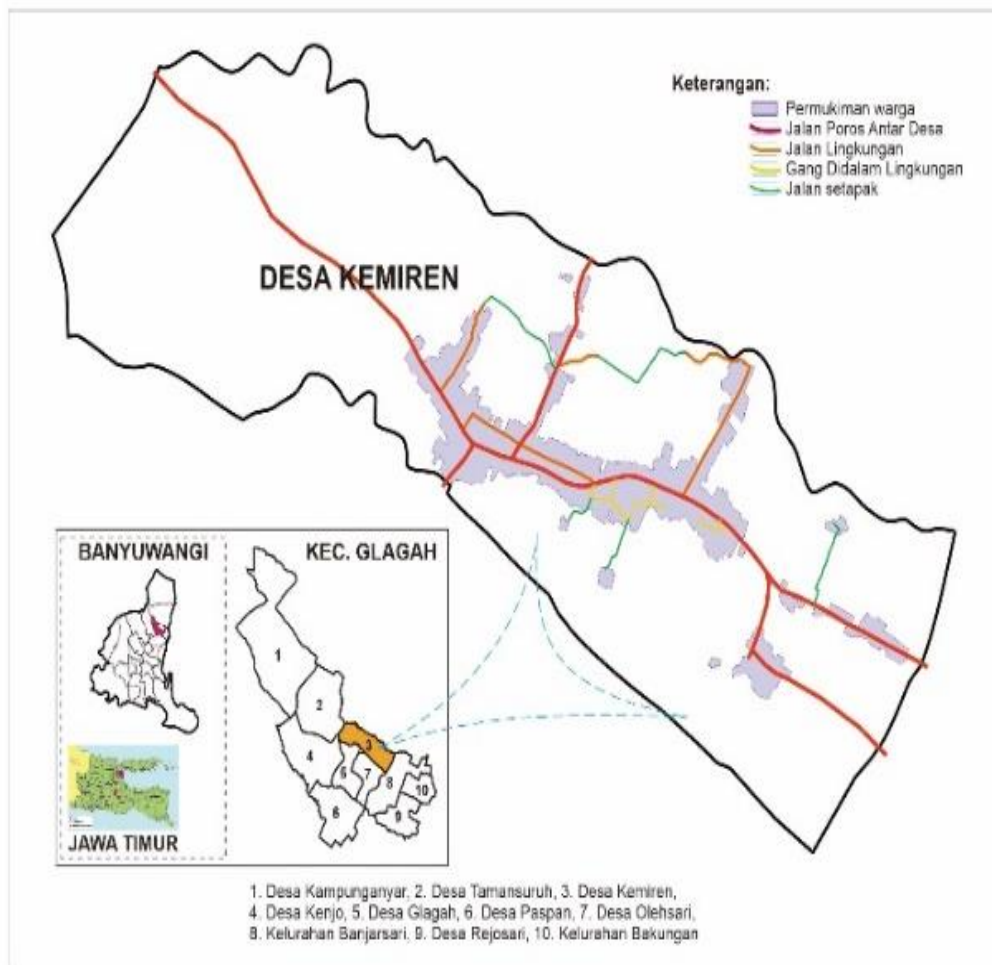 Keterangan:
Permukiman warga
Jalan Poros Antar Desa
Jalan Lingkungan
Gang Didalam Lingkungan
Jalan setapak
DESA KEMIREN
BANYUWANGI
KEC. GLAGAH
1
2
3
4
5
7
8
10
6
9
JAWA TIMUR
1. Desa Kampunganyar, 2. Desa Tamansuruh, 3. Desa Kemiren,
4. Desa Kenjo, 5. Desa Glagah, 6. Desa Paspan, 7. Desa Olehsari,
8. Kelurahan Banjarsari, 9. Desa Rejosari, 10. Kelurahan Bakungan